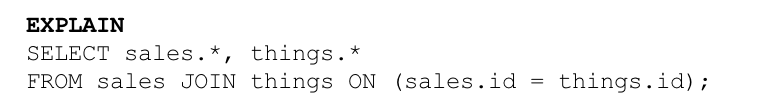 EXPLAIN
SELECT sales.*, things.*
FROM sales JOIN things ON (sales.id = things.id);